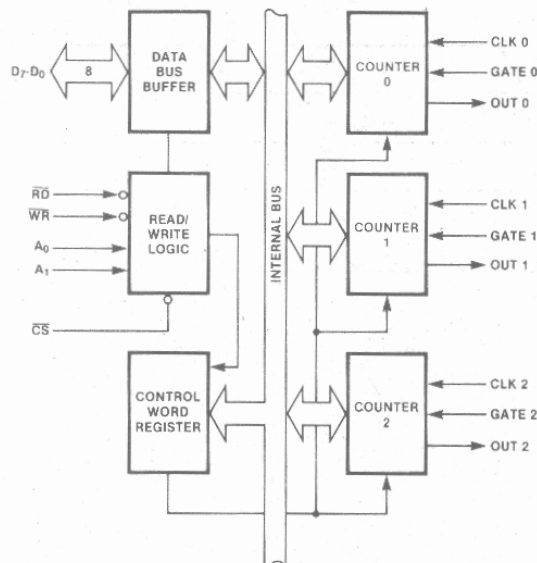 D7-D0
8
DATA
BUS
BUFFER
RD
WR
A0
A1
CS
READ/
WRITE
LOGIC
CONTROL
WORD
REGISTER
INTERNAL BUS
COUNTER
0
CLK 0
GATE 0
OUT 0
COUNTER
1
CLK 1
GATE 1
OUT 1
COUNTER
2
CLK 2
GATE 2
OUT 2